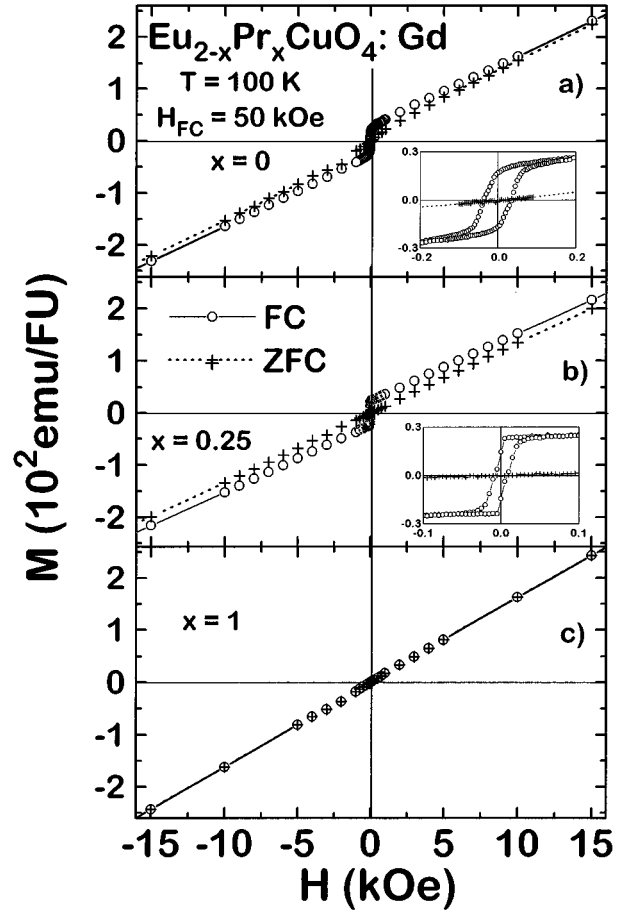 Eu2-xPrxCuO4: Gd
T = 100 K
HFC = 50 kOe
x = 0
a)
2
1
0
-1
-2
0.3
0.0
-0.3
-0.2 0.0 0.2
FC
ZFC
x = 0.25
b)
2
1
0
-1
-2
0.3
0.0
-0.3
-0.1 0.0 0.1
x = 1
c)
2
1
0
-1
-2
-15 -10 -5 0 5 10 15
M (10^2emu/FU)
H (kOe)